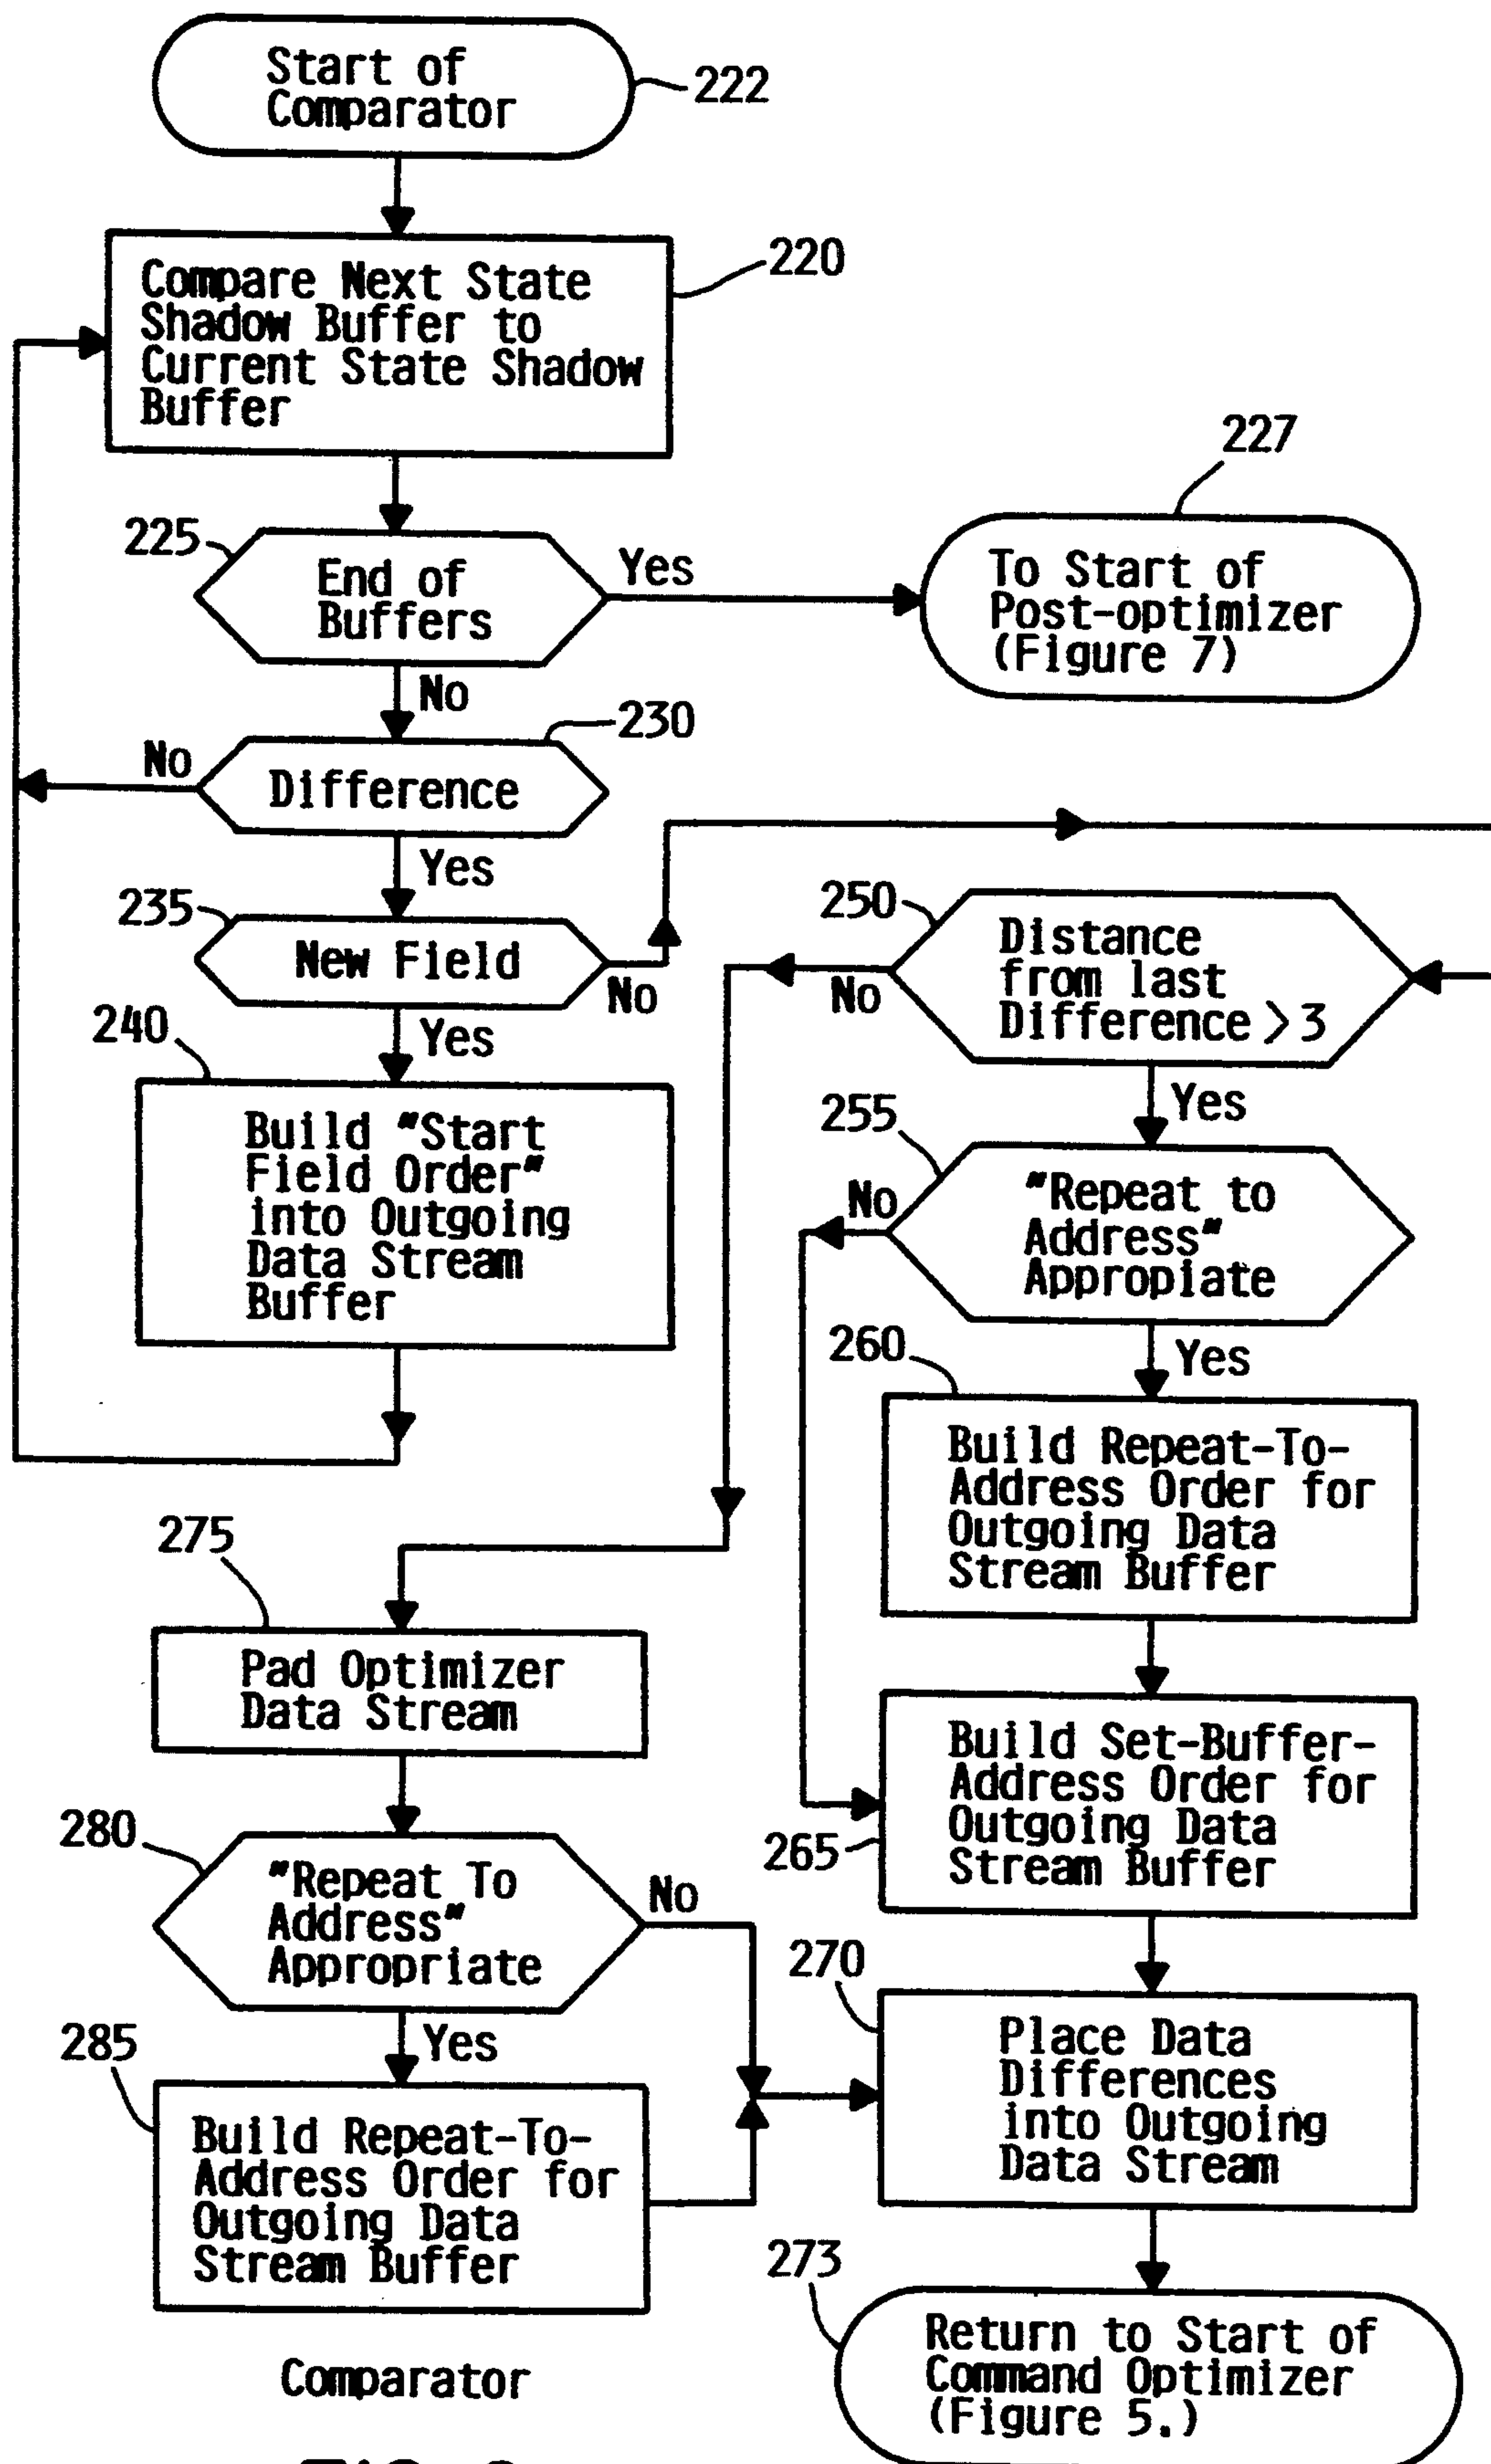 Start of
Comparator
222
Compare Next State
Shadow Buffer to
Current State Shadow
Buffer
220
225
End of
Buffers
Yes
No
227
To Start of
Post-optimizer
(Figure 7)
230
No
Difference
Yes
235
New Field
No
Yes
240
Build "Start
Field Order"
into Outgoing
Data Stream
Buffer
250
Distance
from last
Difference > 3
No
Yes
255
"Repeat to
Address"
Appropiate
No
Yes
260
Build Repeat-To-
Address Order for
Outgoing Data
Stream Buffer
265
Build Set-Buffer-
Address Order for
Outgoing Data
Stream Buffer
275
Pad Optimizer
Data Stream
280
"Repeat To
Address"
Appropriate
No
Yes
285
Build Repeat-To-
Address Order for
Outgoing Data
Stream Buffer
270
Place Data
Differences
into Outgoing
Data Stream
273
Return to Start of
Command Optimizer
(Figure 5.)
Comparator